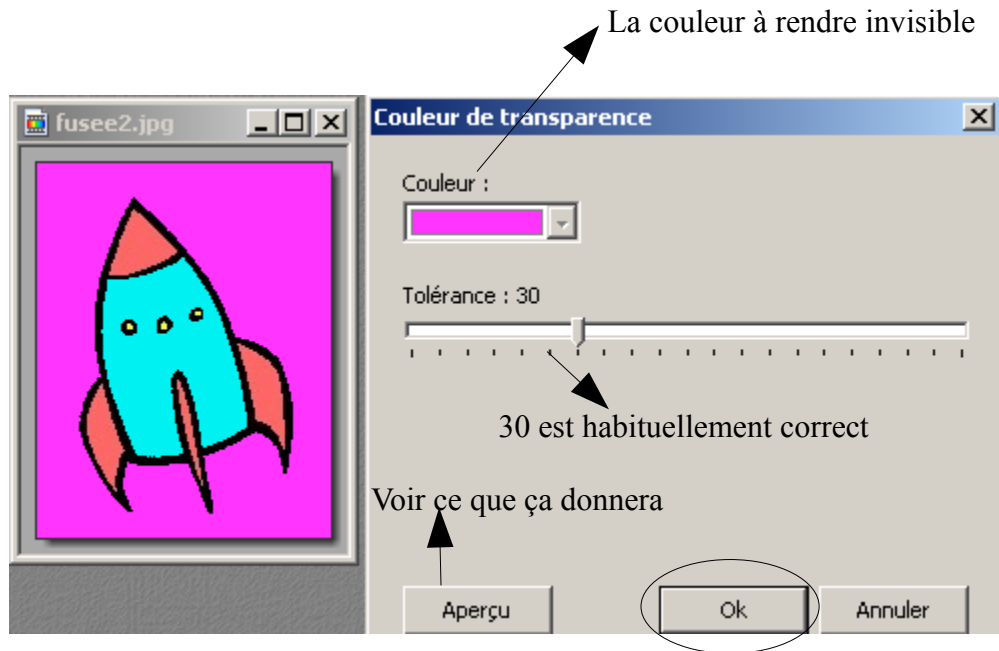 La couleur à rendre invisible
fusee2.jpg
Couleur de transparence
Couleur :
Tolérance : 30
30 est habituellement correct
Voir ce que ça donnera
Aperçu
Ok
Annuler